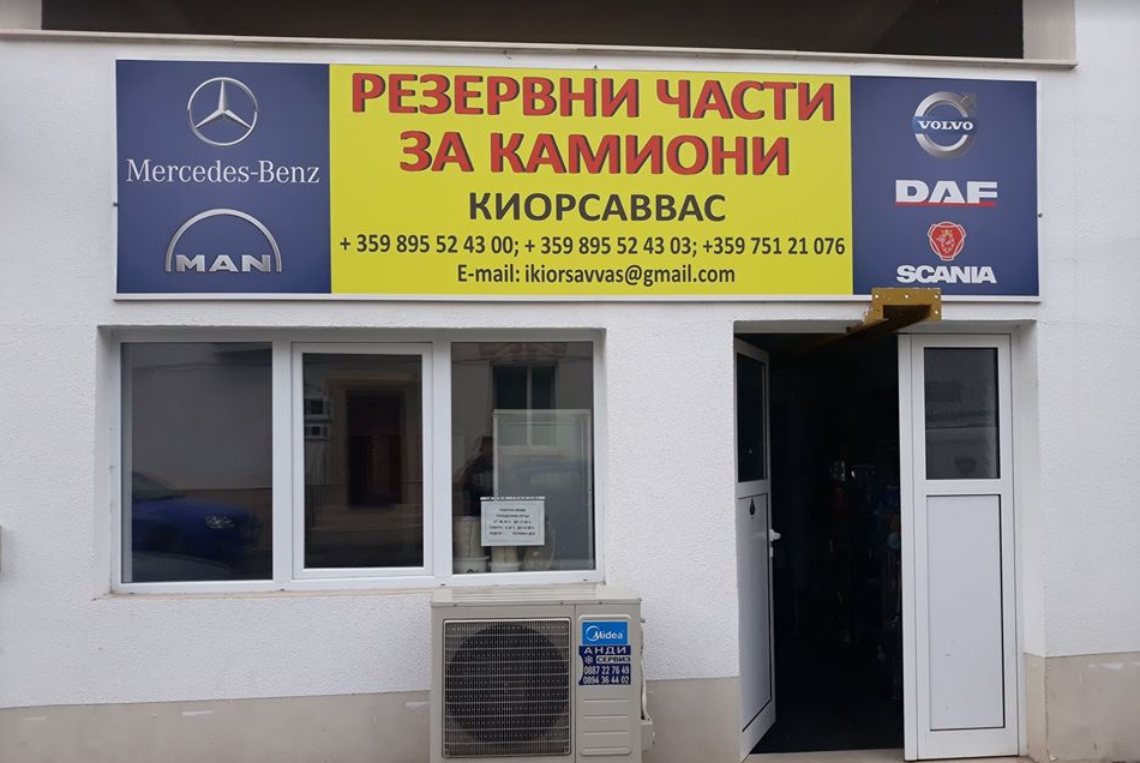 Mercedes-Benz
MAN
РЕЗЕРВНИ ЧАСТИ
ЗА КАМИОНИ
КИОРСАВВАС
+ 359 895 52 43 00; + 359 895 52 43 03; +359 751 21 076
E-mail: ikiorsavvas@gmail.com
VOLVO
DAF
SCANIA
Midea
АНДИ
СЕРВИЗ
0887 22 76 49
0894 36 44 02